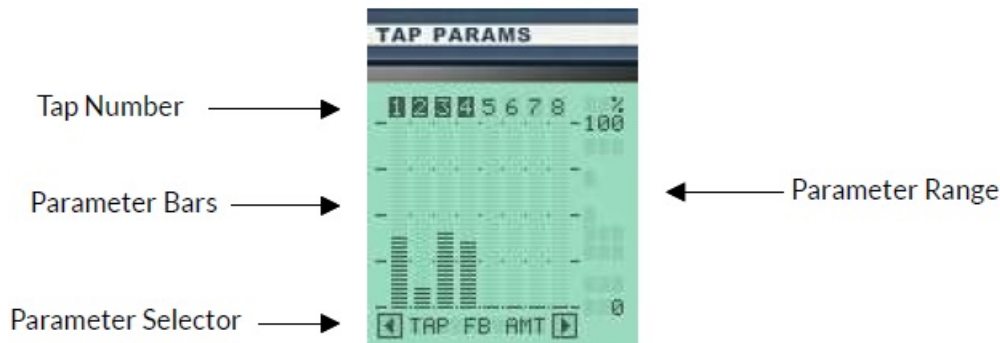 TAP PARAMS
Tap Number
1 2 3 4 5 6 7 8 %
100
Parameter Bars
Parameter Range
0
Parameter Selector
TAP FB AMT